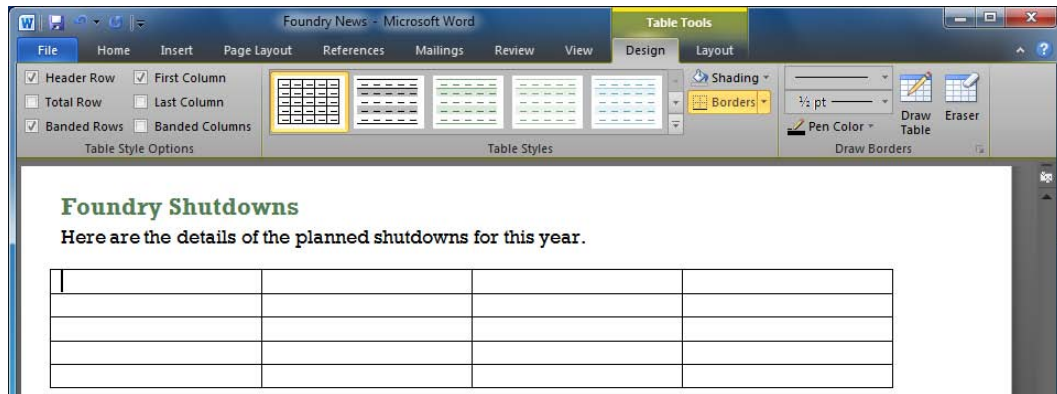 Foundry News - Microsoft Word
Table Tools
File Home Insert Page Layout References Mailings Review View Design Layout
Header Row First Column
Total Row Last Column
Banded Rows Banded Columns
Table Style Options
Table Styles
Shading
Borders
½ pt
Pen Color
Draw Table
Eraser
Draw Borders
Foundry Shutdowns
Here are the details of the planned shutdowns for this year.